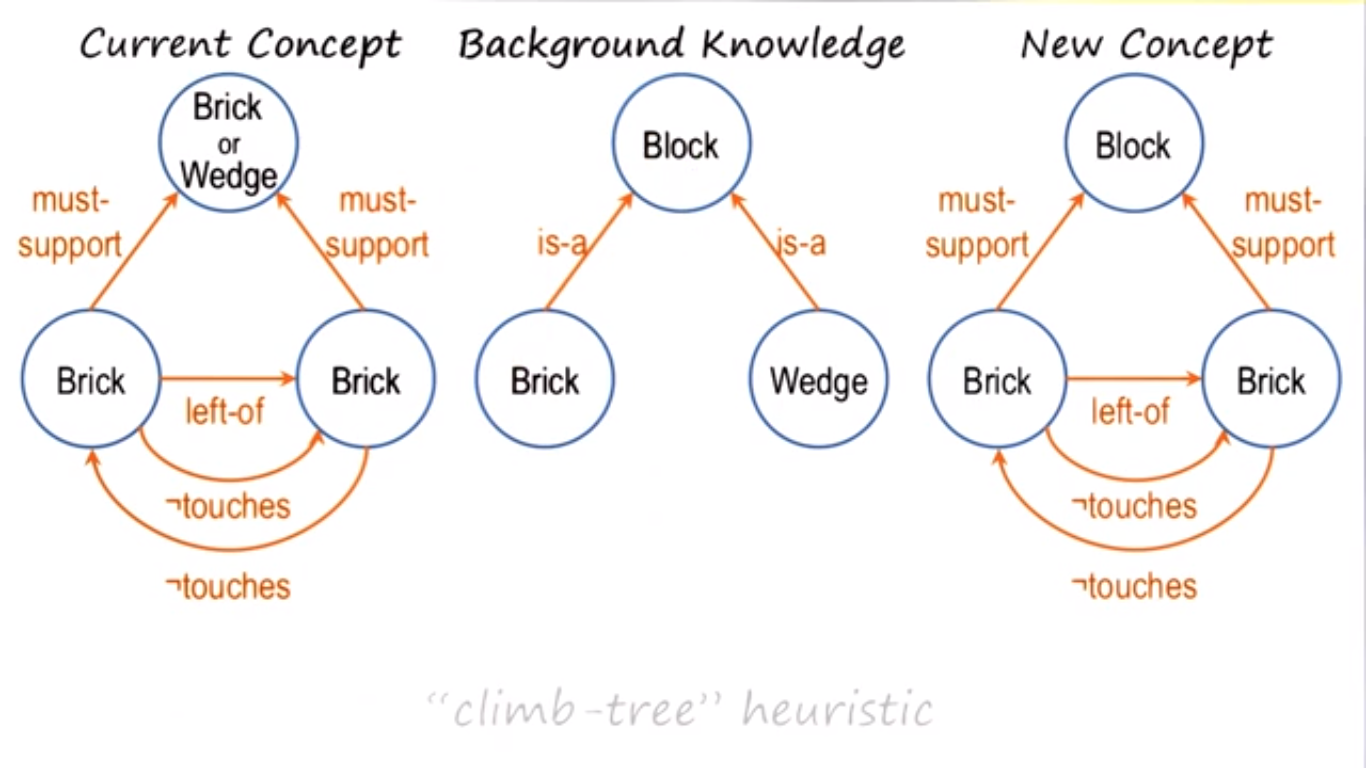 Current Concept
Background Knowledge
New Concept
Brick
or
Wedge
must-
support
must-
support
Brick
left-of
Brick
¬touches
¬touches
Block
is-a
is-a
Brick
Wedge
Block
must-
support
must-
support
Brick
left-of
Brick
¬touches
¬touches
“climb-tree” heuristic